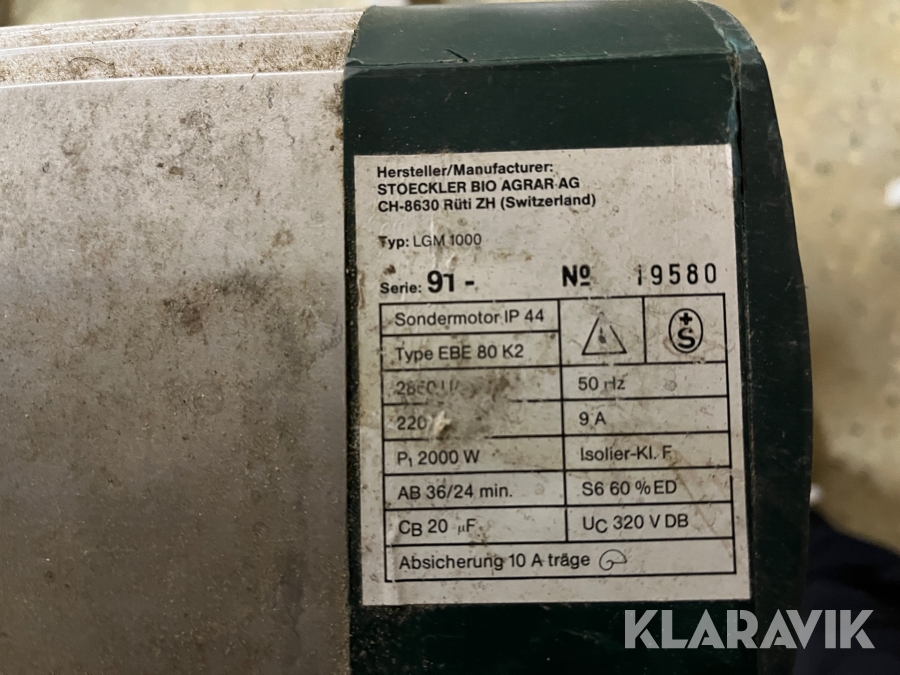 Hersteller/Manufacturer:
STOECKLER BIO AGRAR AG
CH-8630 Rüti ZH (Switzerland)
Typ: LGM 1000
Serie: 91 - Nº 19580
Sondermotor IP 44
Type EBE 80 K2
+
S
50 Hz
220
9 A
P1 2000 W
Isolier-Kl. F
AB 36/24 min.
S6 60 % ED
CB 20 µF
UC 320 V DB
Absicherung 10 A träge
KLARAVIK